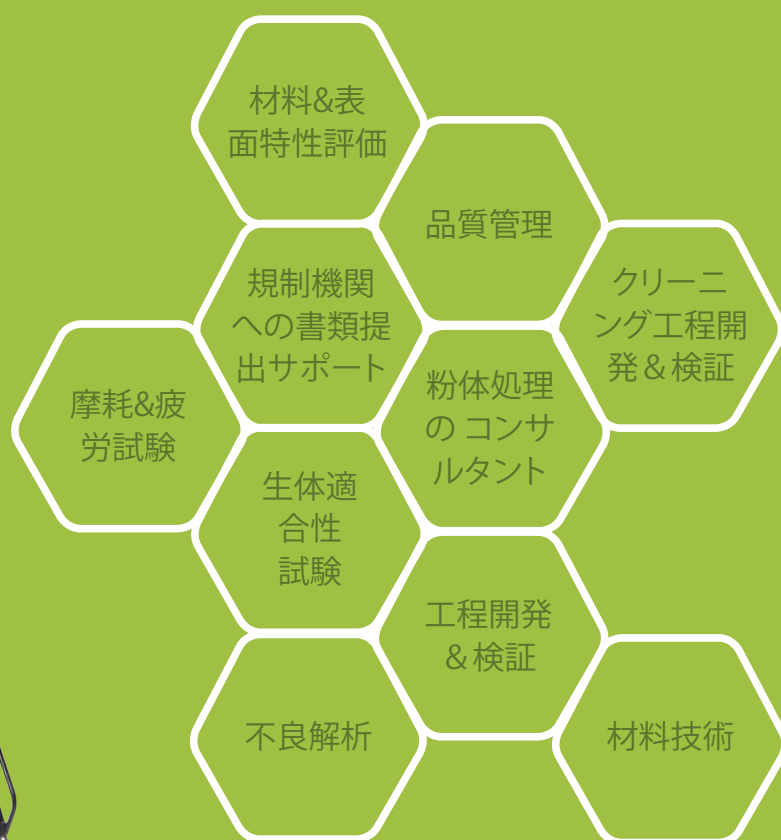 材料&表
面特性評価
品質管理
規制機関
への書類提
出サポート
クリーニ
ング工程開
発&検証
摩耗&疲
労試験
粉体処理
の コンサ
ルタント
生体適
合性
試験
工程開発
& 検証
不良解析
材料技術